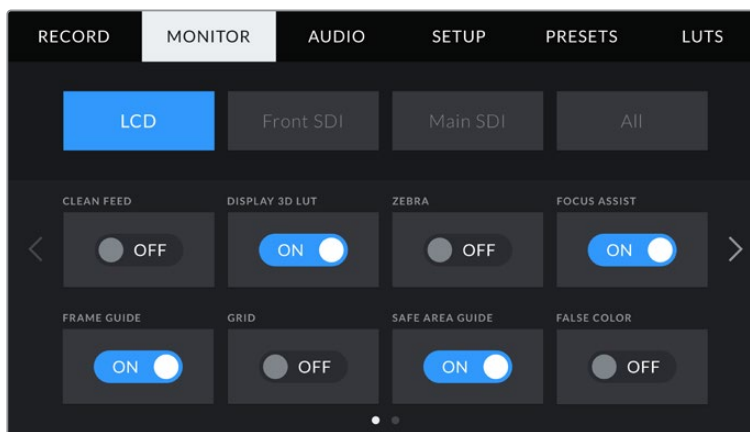 RECORD MONITOR AUDIO SETUP PRESETS LUTS
LCD Front SDI Main SDI All
CLEAN FEED DISPLAY 3D LUT ZEBRA FOCUS ASSIST
OFF ON OFF ON
FRAME GUIDE GRID SAFE AREA GUIDE FALSE COLOR
ON OFF ON OFF